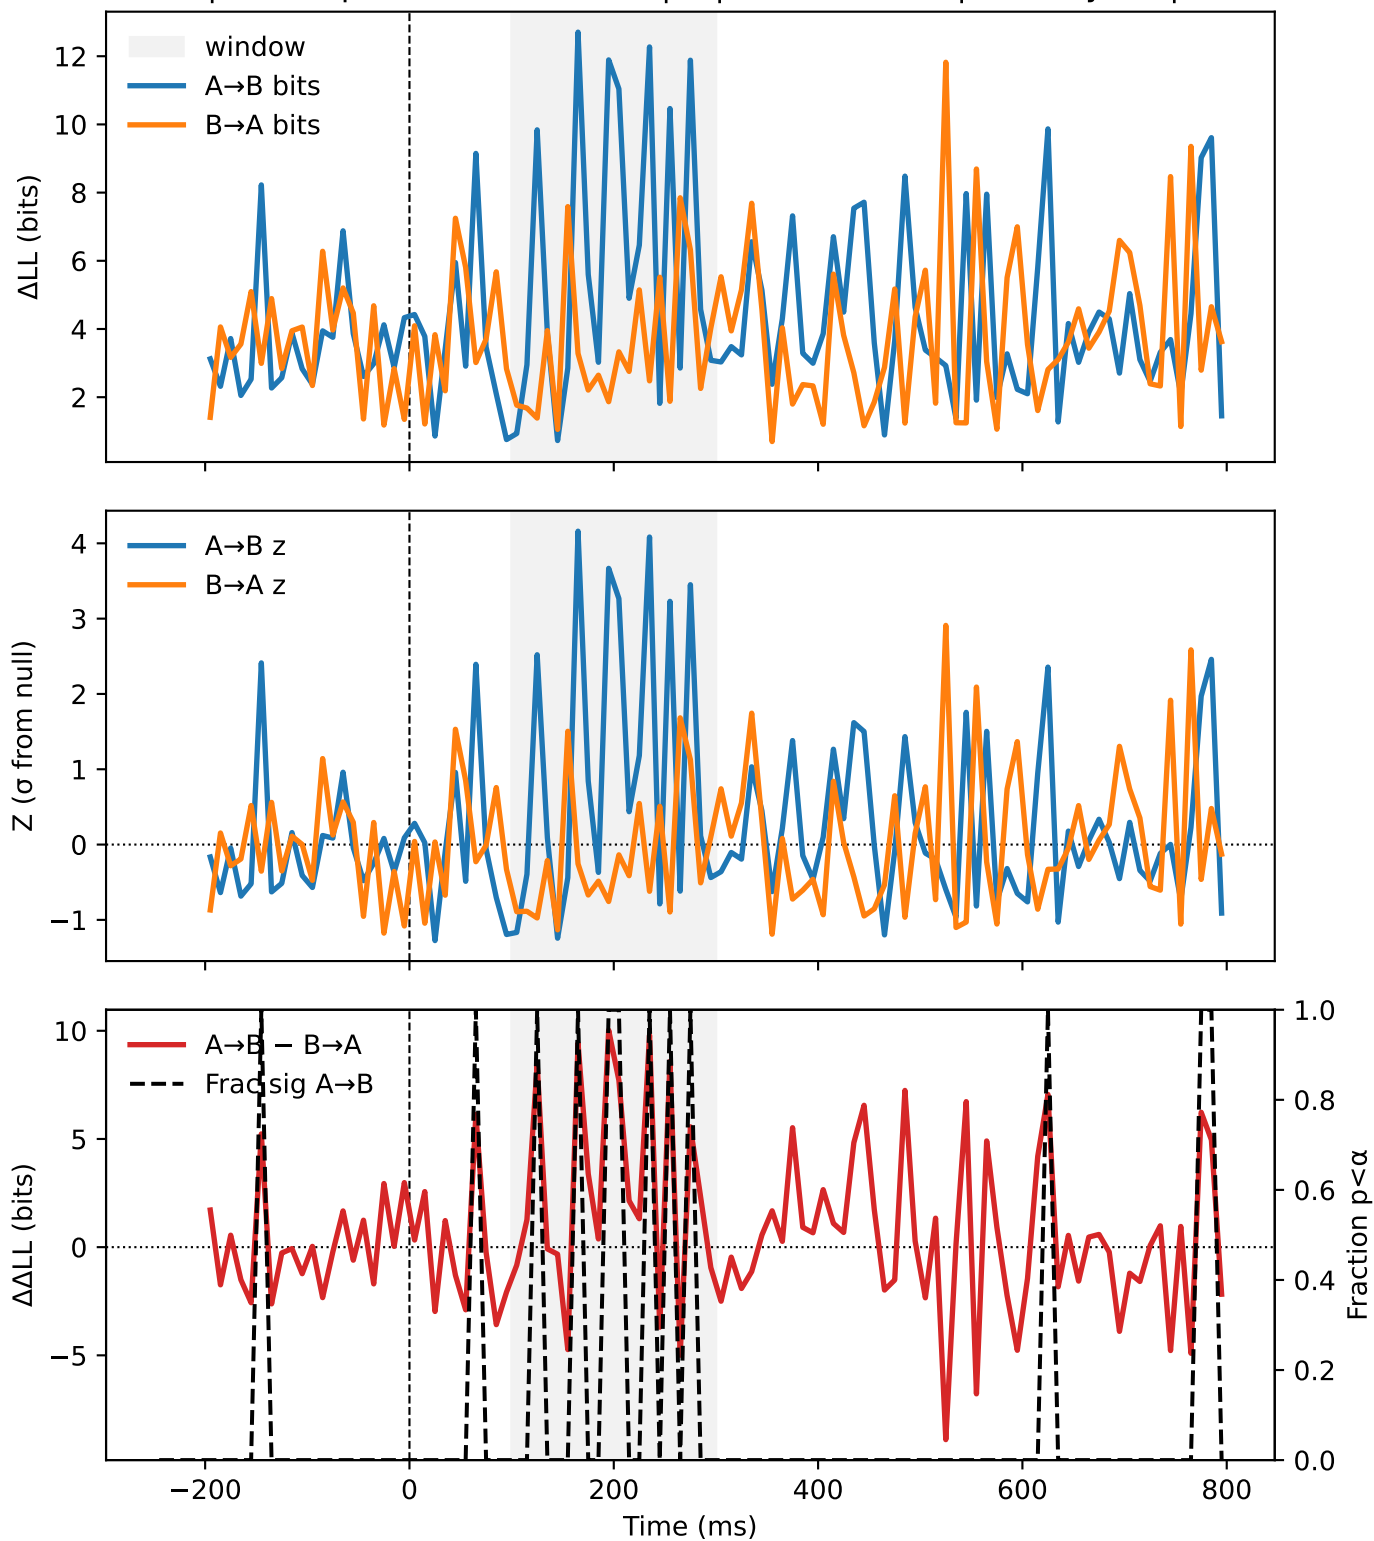 window
A→B bits
B→A bits
ΔLL (bits)
12
10
8
6
4
2
A→B z
B→A z
Z (σ from null)
4
3
2
1
0
−1
A→B − B→A
Frac sig A→B
ΔΔLL (bits)
10
5
0
−5
1.0
0.8
0.6
0.4
0.2
0.0
Fraction p<α
−200
0
200
400
600
800
Time (ms)